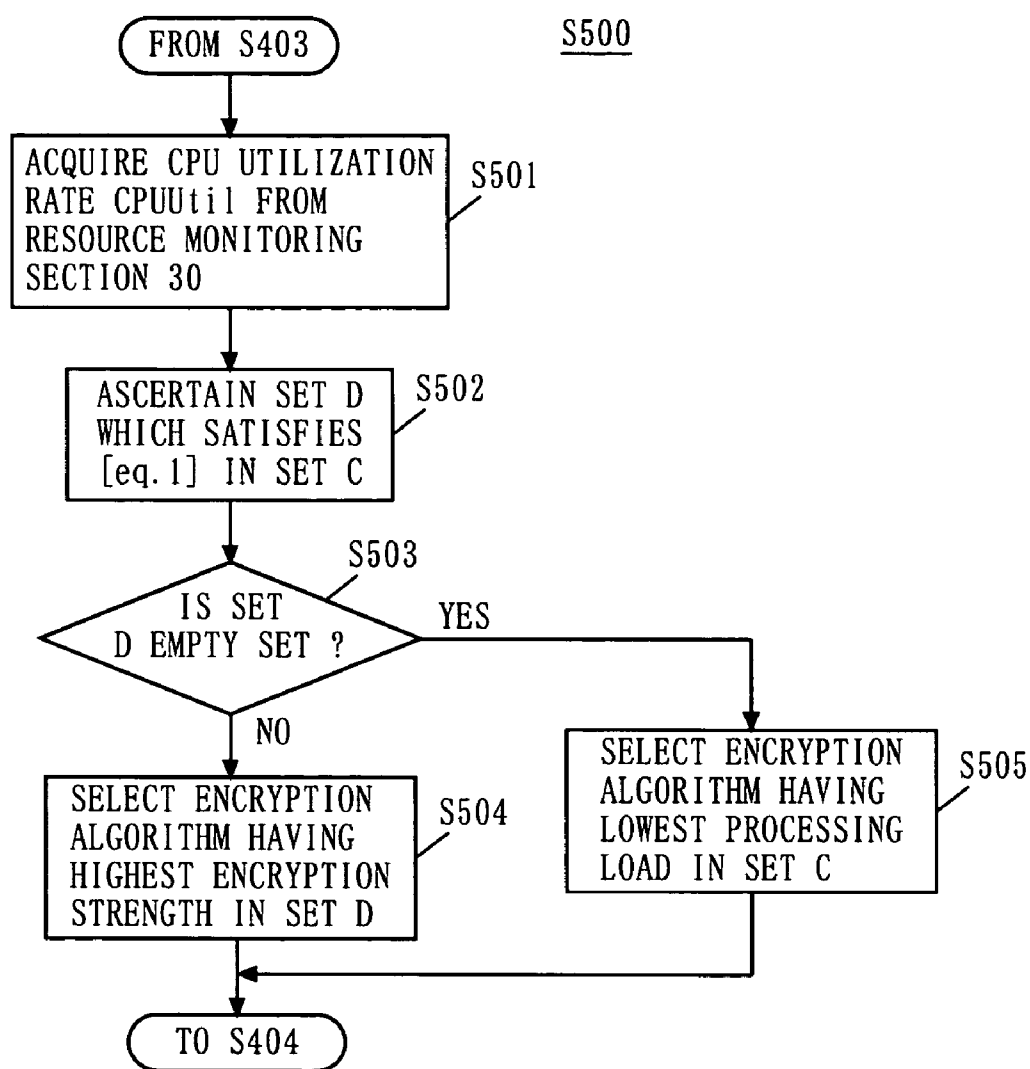 FROM S403
S500
ACQUIRE CPU UTILIZATION
RATE CPUUtil FROM
RESOURCE MONITORING
SECTION 30
S501
ASCERTAIN SET D
WHICH SATISFIES
[eq.1] IN SET C
S502
S503
IS SET
D EMPTY SET ?
YES
NO
SELECT ENCRYPTION
ALGORITHM HAVING
HIGHEST ENCRYPTION
STRENGTH IN SET D
S504
SELECT ENCRYPTION
ALGORITHM HAVING
LOWEST PROCESSING
LOAD IN SET C
S505
TO S404